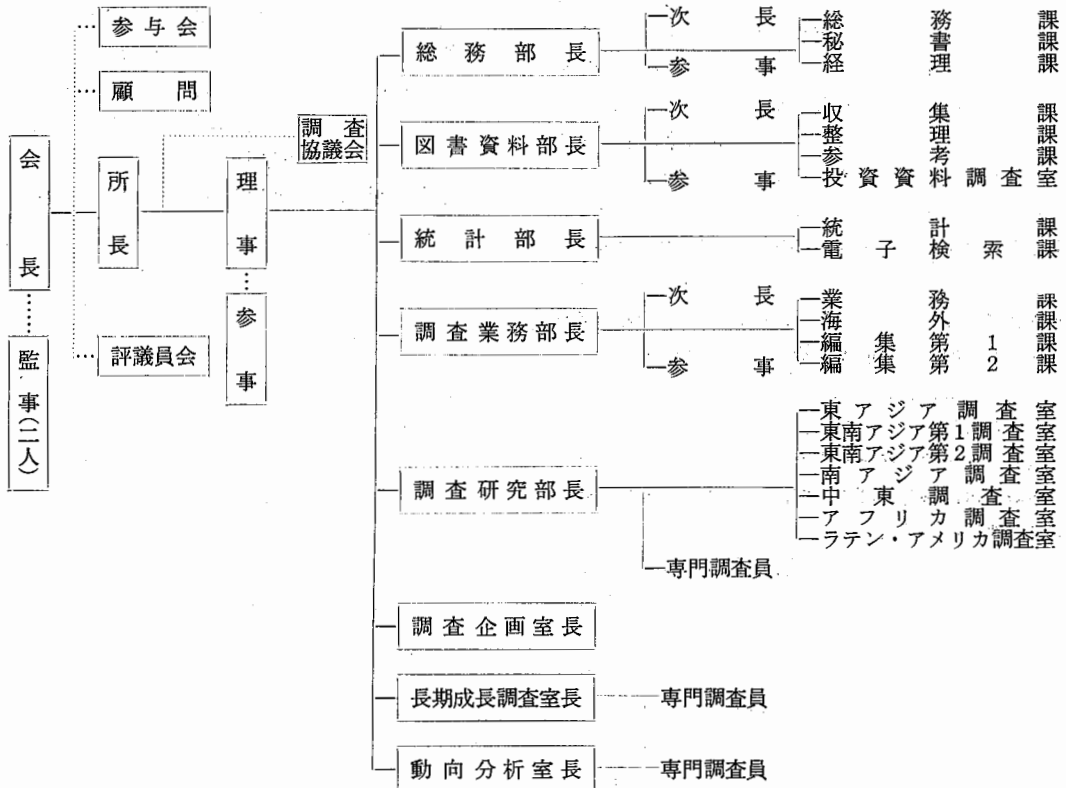 参与会
顧問
会長
監事(二人)
所長
評議員会
理事
参事
調査
協議会
総務部長
次長
参事
総務課
秘書課
経理課
図書資料部長
次長
参事
収集課
整理課
参考課
投資資料調査室
統計部長
統計課
電子検索課
調査業務部長
次長
参事
業務課
海外課
編集第1課
編集第2課
調査研究部長
専門調査員
東アジア調査室
東南アジア第1調査室
東南アジア第2調査室
南アジア調査室
中東調査室
アフリカ調査室
ラテン・アメリカ調査室
調査企画室長
長期成長調査室長
専門調査員
動向分析室長
専門調査員